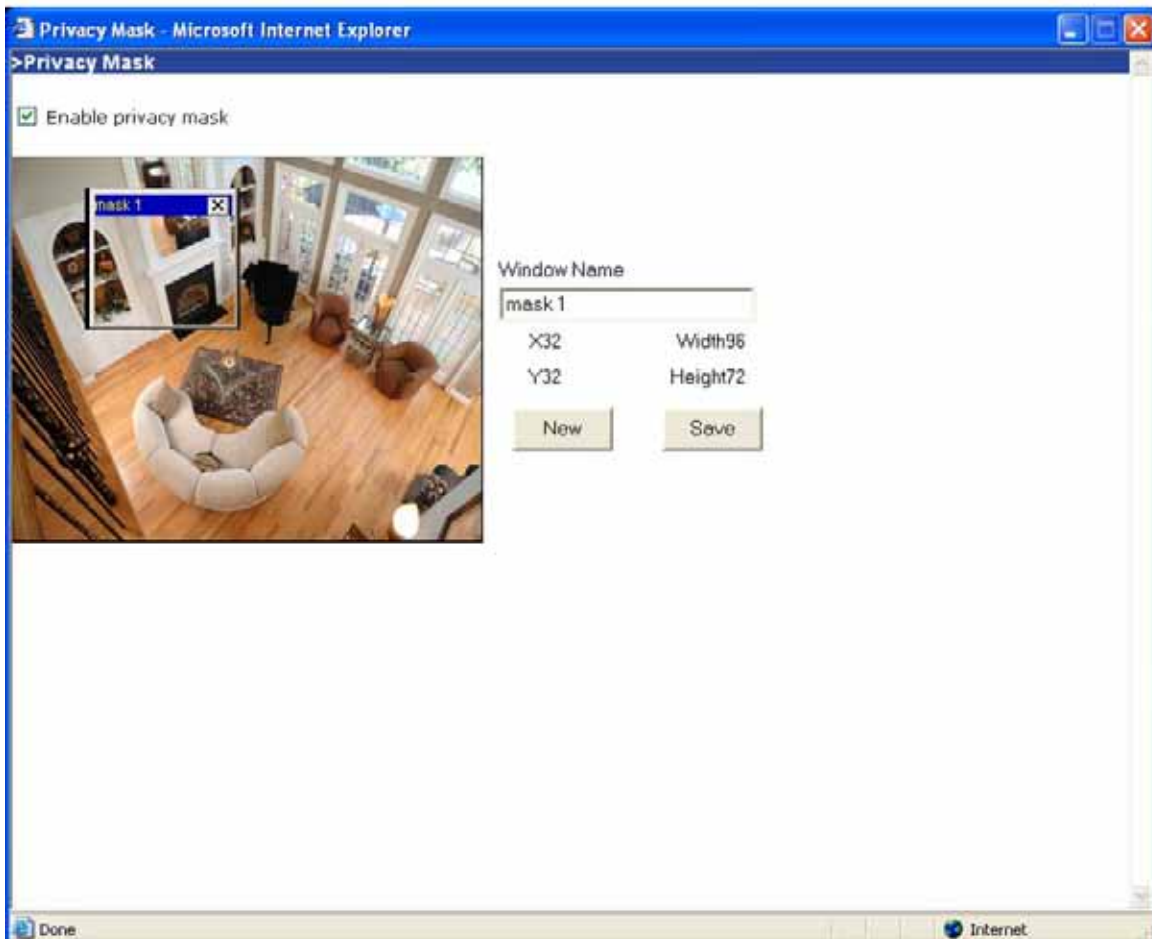 Privacy Mask - Microsoft Internet Explorer
>Privacy Mask
Enable privacy mask
mask 1
Window Name
mask 1
X32 Width96
Y32 Height72
New Save
Done Internet